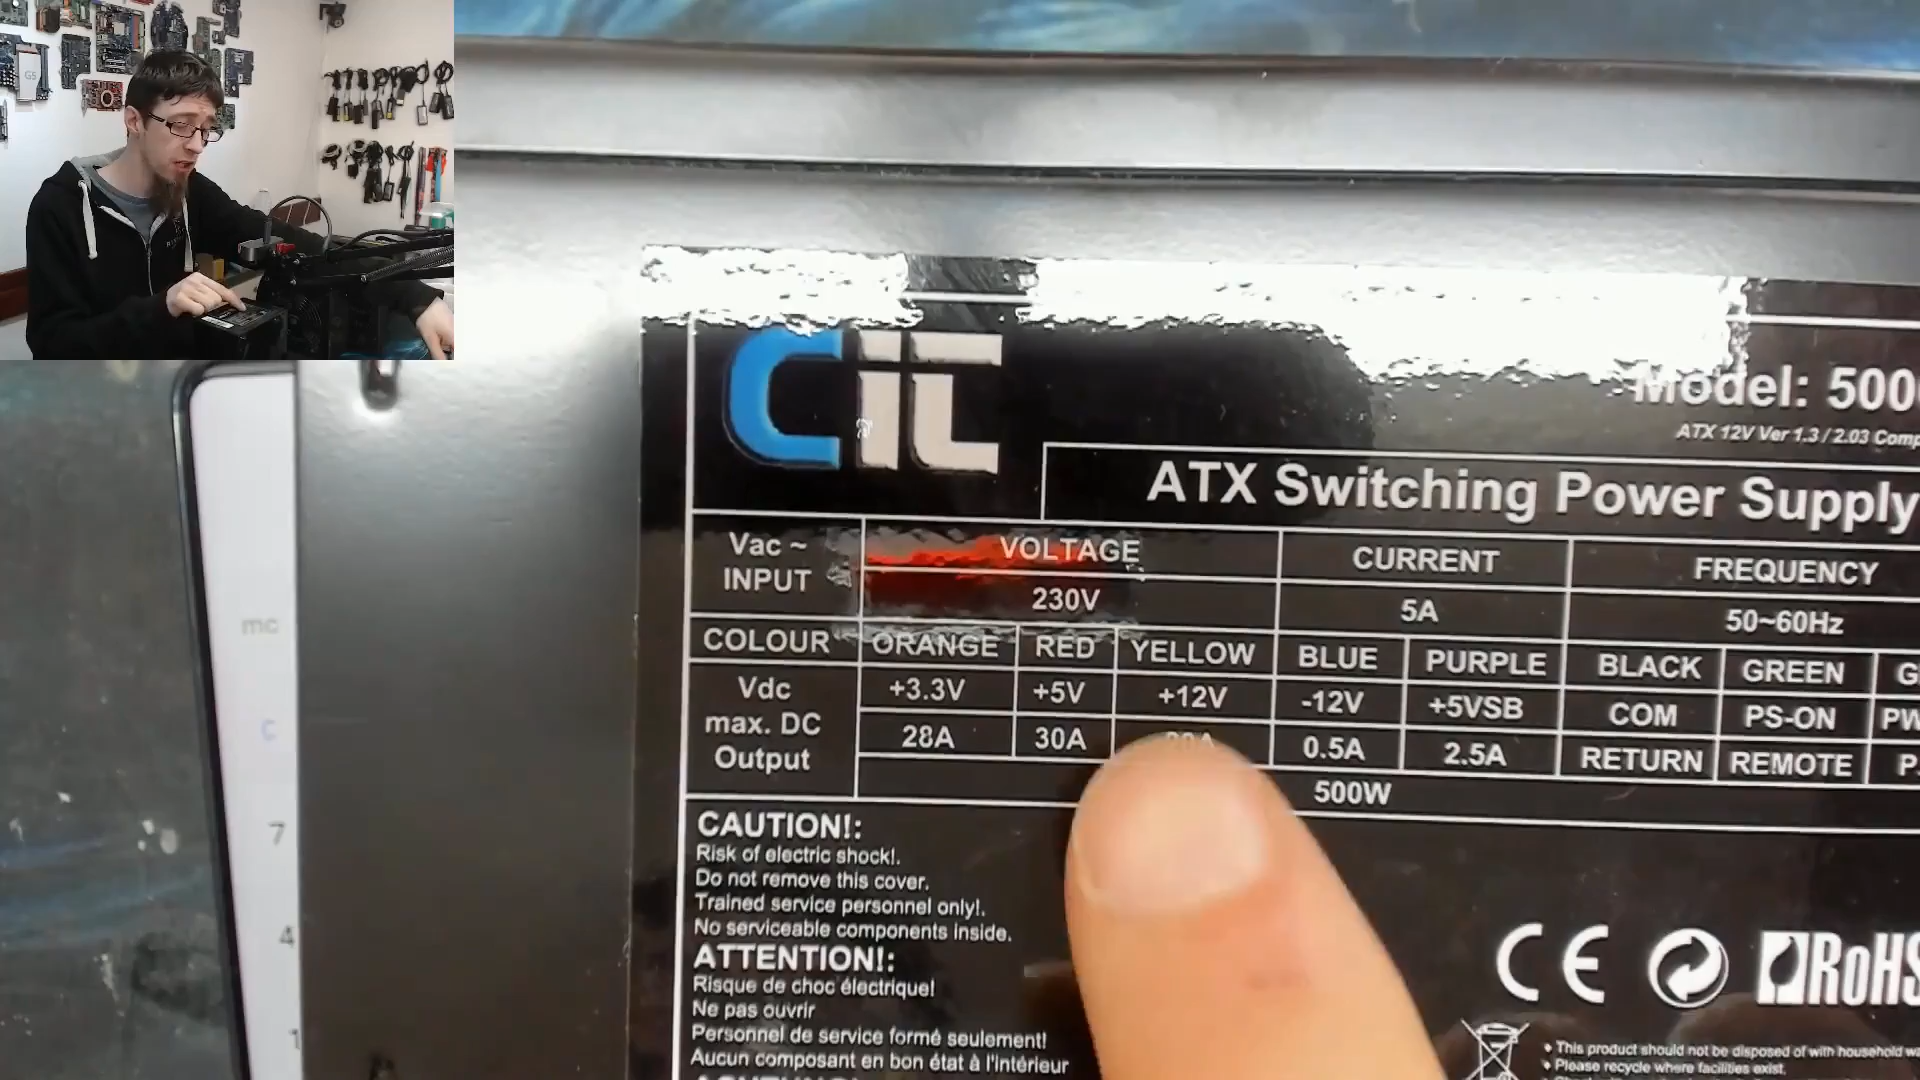 G5
CiT
Model: 500
ATX 12V Ver 1.3 / 2.03
ATX Switching Power Supply
Vac ~ INPUT
VOLTAGE CURRENT FREQUENCY
230V 5A 50~60Hz
COLOUR ORANGE RED YELLOW BLUE PURPLE BLACK GREEN
Vdc max. DC Output
+3.3V +5V +12V -12V +5VSB COM PS-ON
28A 30A 0.5A 2.5A RETURN REMOTE
500W
CAUTION!:
Risk of electric shock!.
Do not remove this cover.
Trained service personnel only!.
No serviceable components inside.
ATTENTION!:
Risque de choc électrique!
Ne pas ouvrir
Personnel de service formé seulement!
Aucun composant en bon état à l'intérieur
CE RoHS
• This product should not be disposed of with household
• Please recycle where facilities exist.
mc
C
7
4
1